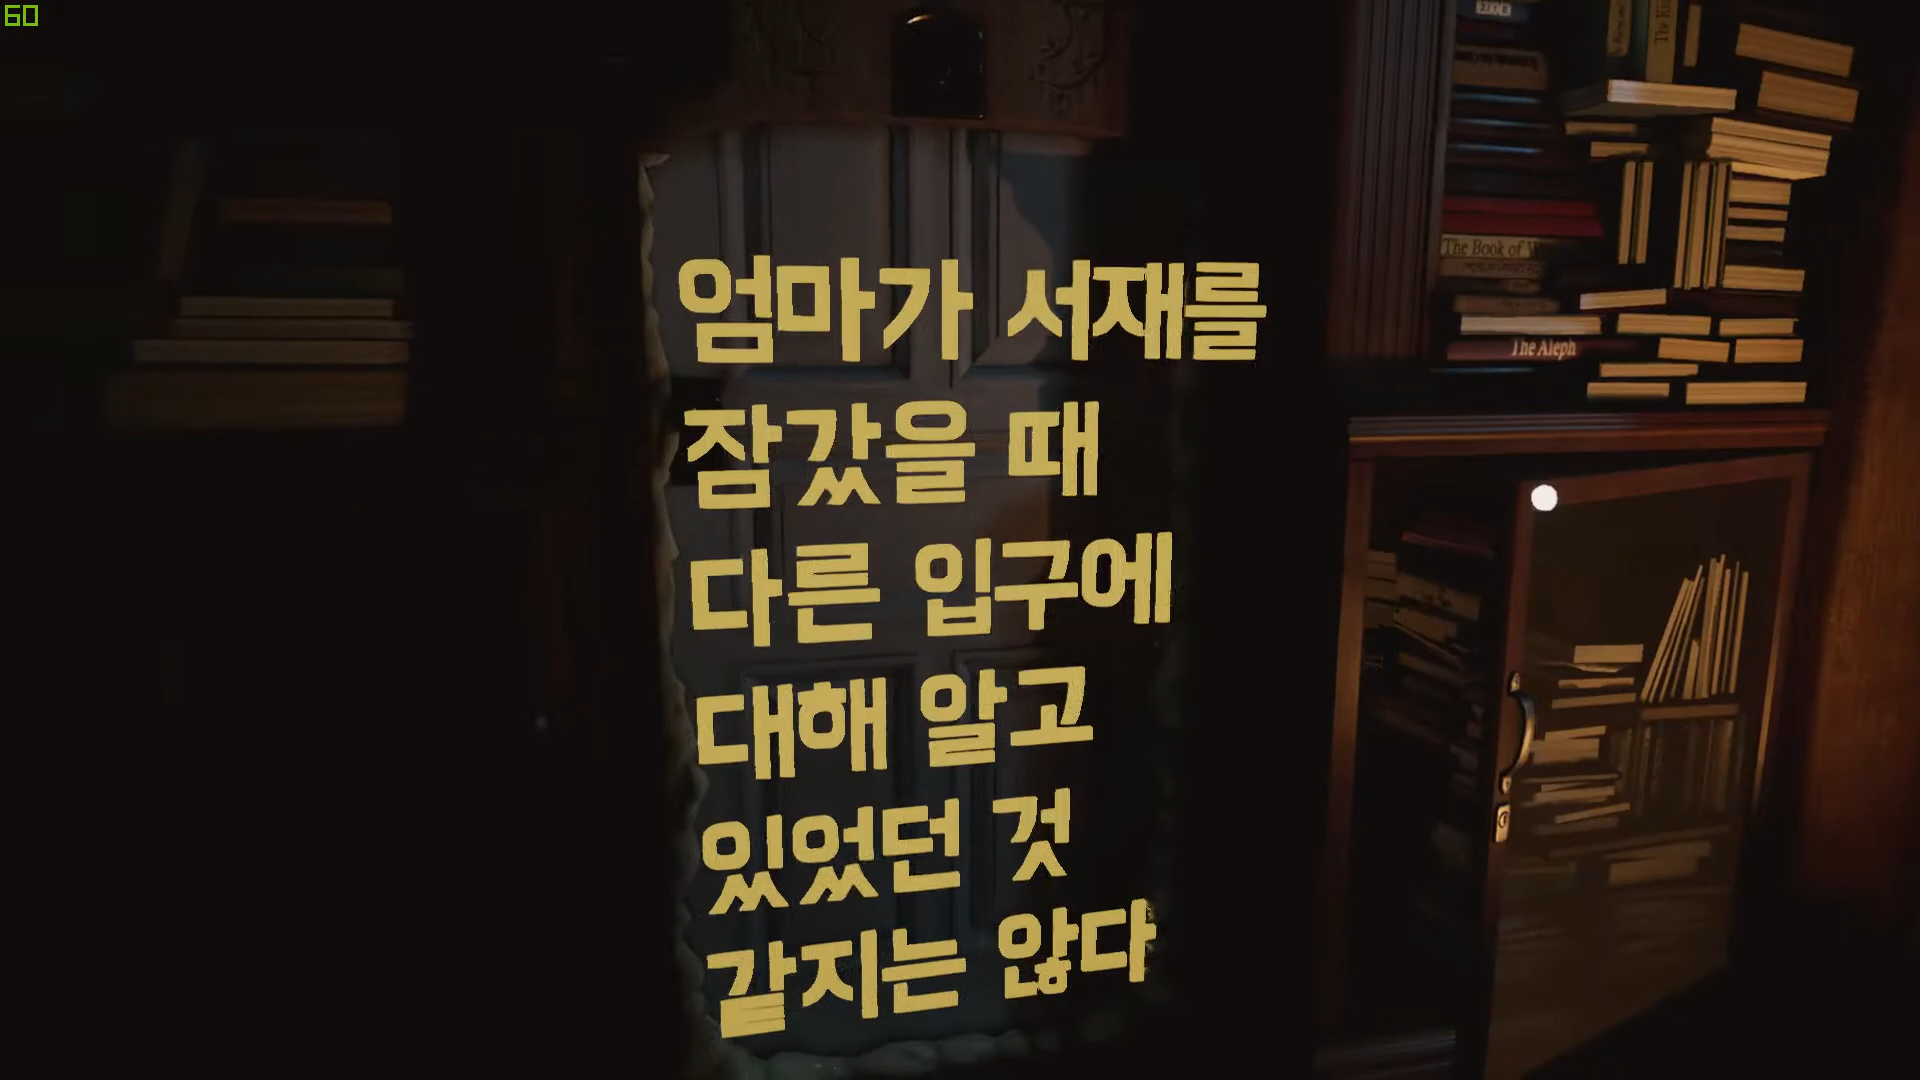 60
엄마가 서재를
잠갔을 때
다른 입구에
대해 알고
있었던 것
같지는 않다
The Book of
The Aleph